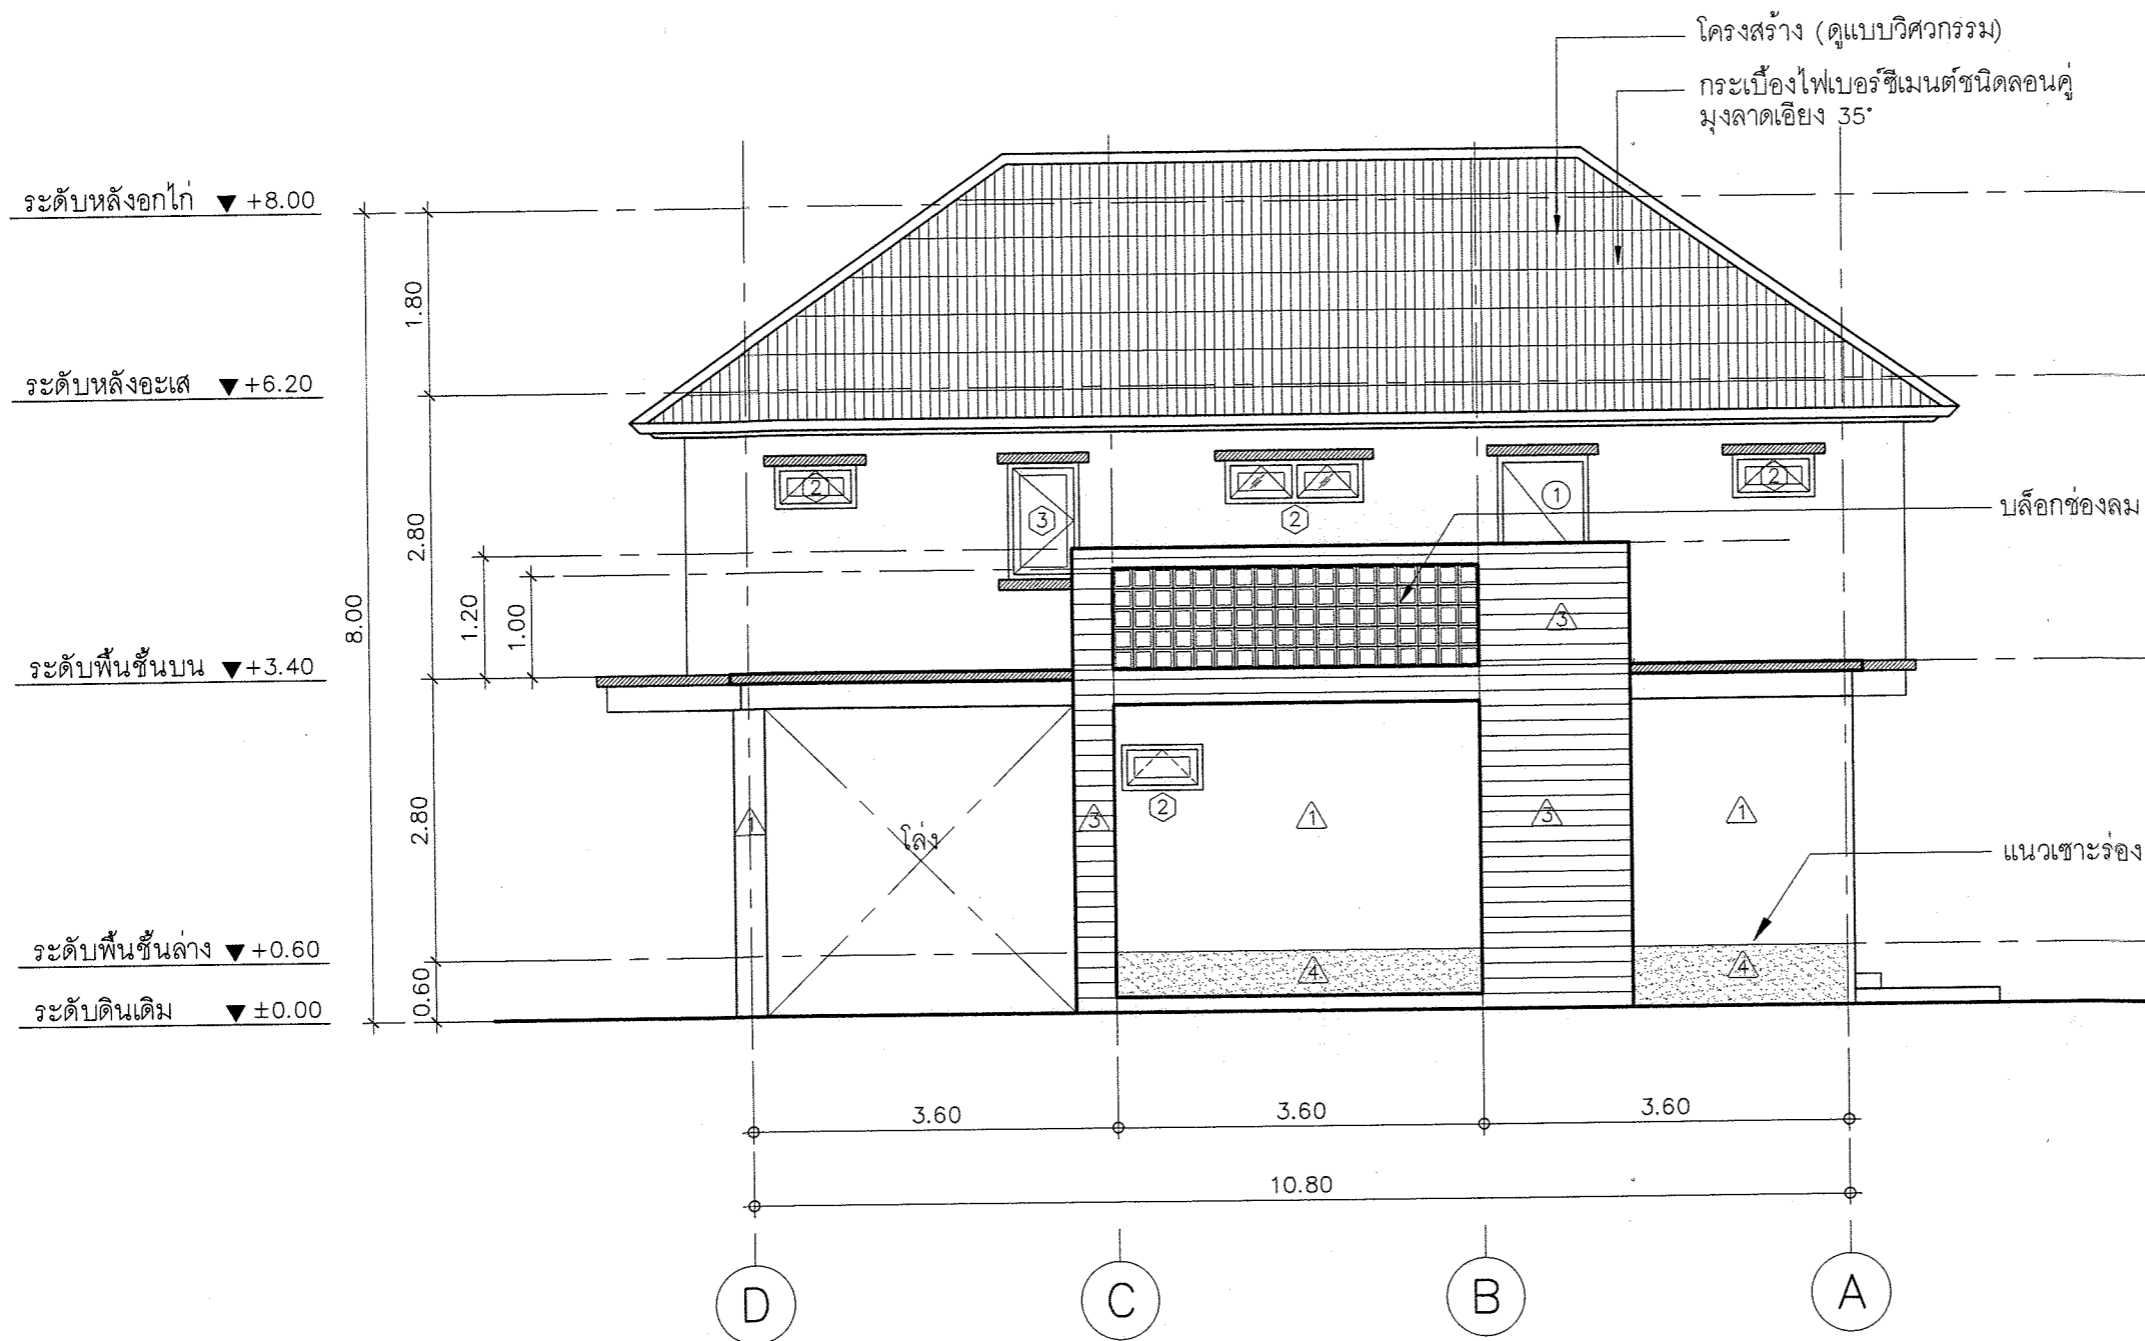 โครงสร้าง (ดูแบบวิศวกรรม)
กระเบื้องไฟเบอร์ซีเมนต์ชนิดลอนคู่
มุงลาดเอียง 35°
ระดับหลังอกไก่ ▼ +8.00
1.80
ระดับหลังอะเส ▼ +6.20
2
3
2
1
2
บล็อกช่องลม
2.80
1.20
1.00
8.00
3
ระดับพื้นชั้นบน ▼ +3.40
2
2.80
1
โล่ง
3
1
3
1
แนวเซาะร่อง
ระดับพื้นชั้นล่าง ▼ +0.60
4
4
0.60
ระดับดินเดิม ▼ ±0.00
3.60
3.60
3.60
10.80
D
C
B
A